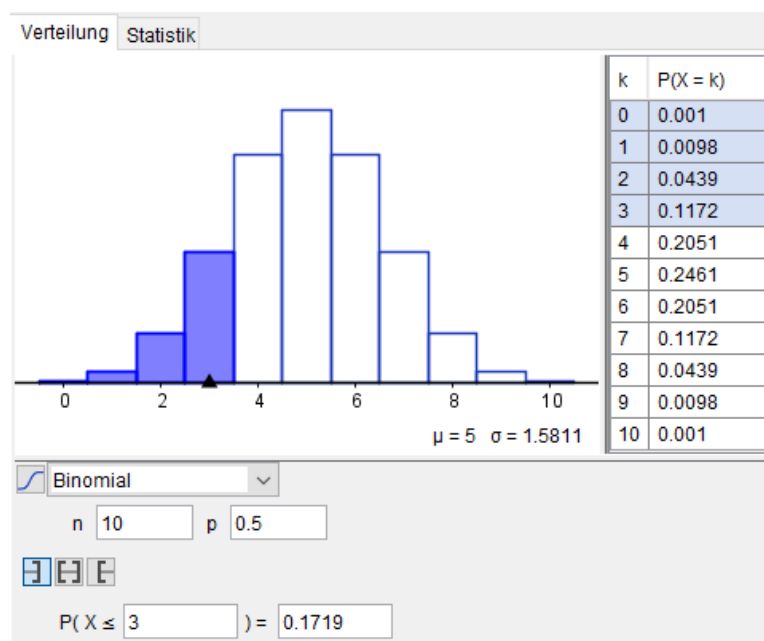 Verteilung Statistik
k P(X = k)
0 0.001
1 0.0098
2 0.0439
3 0.1172
4 0.2051
5 0.2461
6 0.2051
7 0.1172
8 0.0439
9 0.0098
10 0.001
0 2 4 6 8 10
μ = 5 σ = 1.5811
Binomial
n 10 p 0.5
P( X ≤ 3 ) = 0.1719